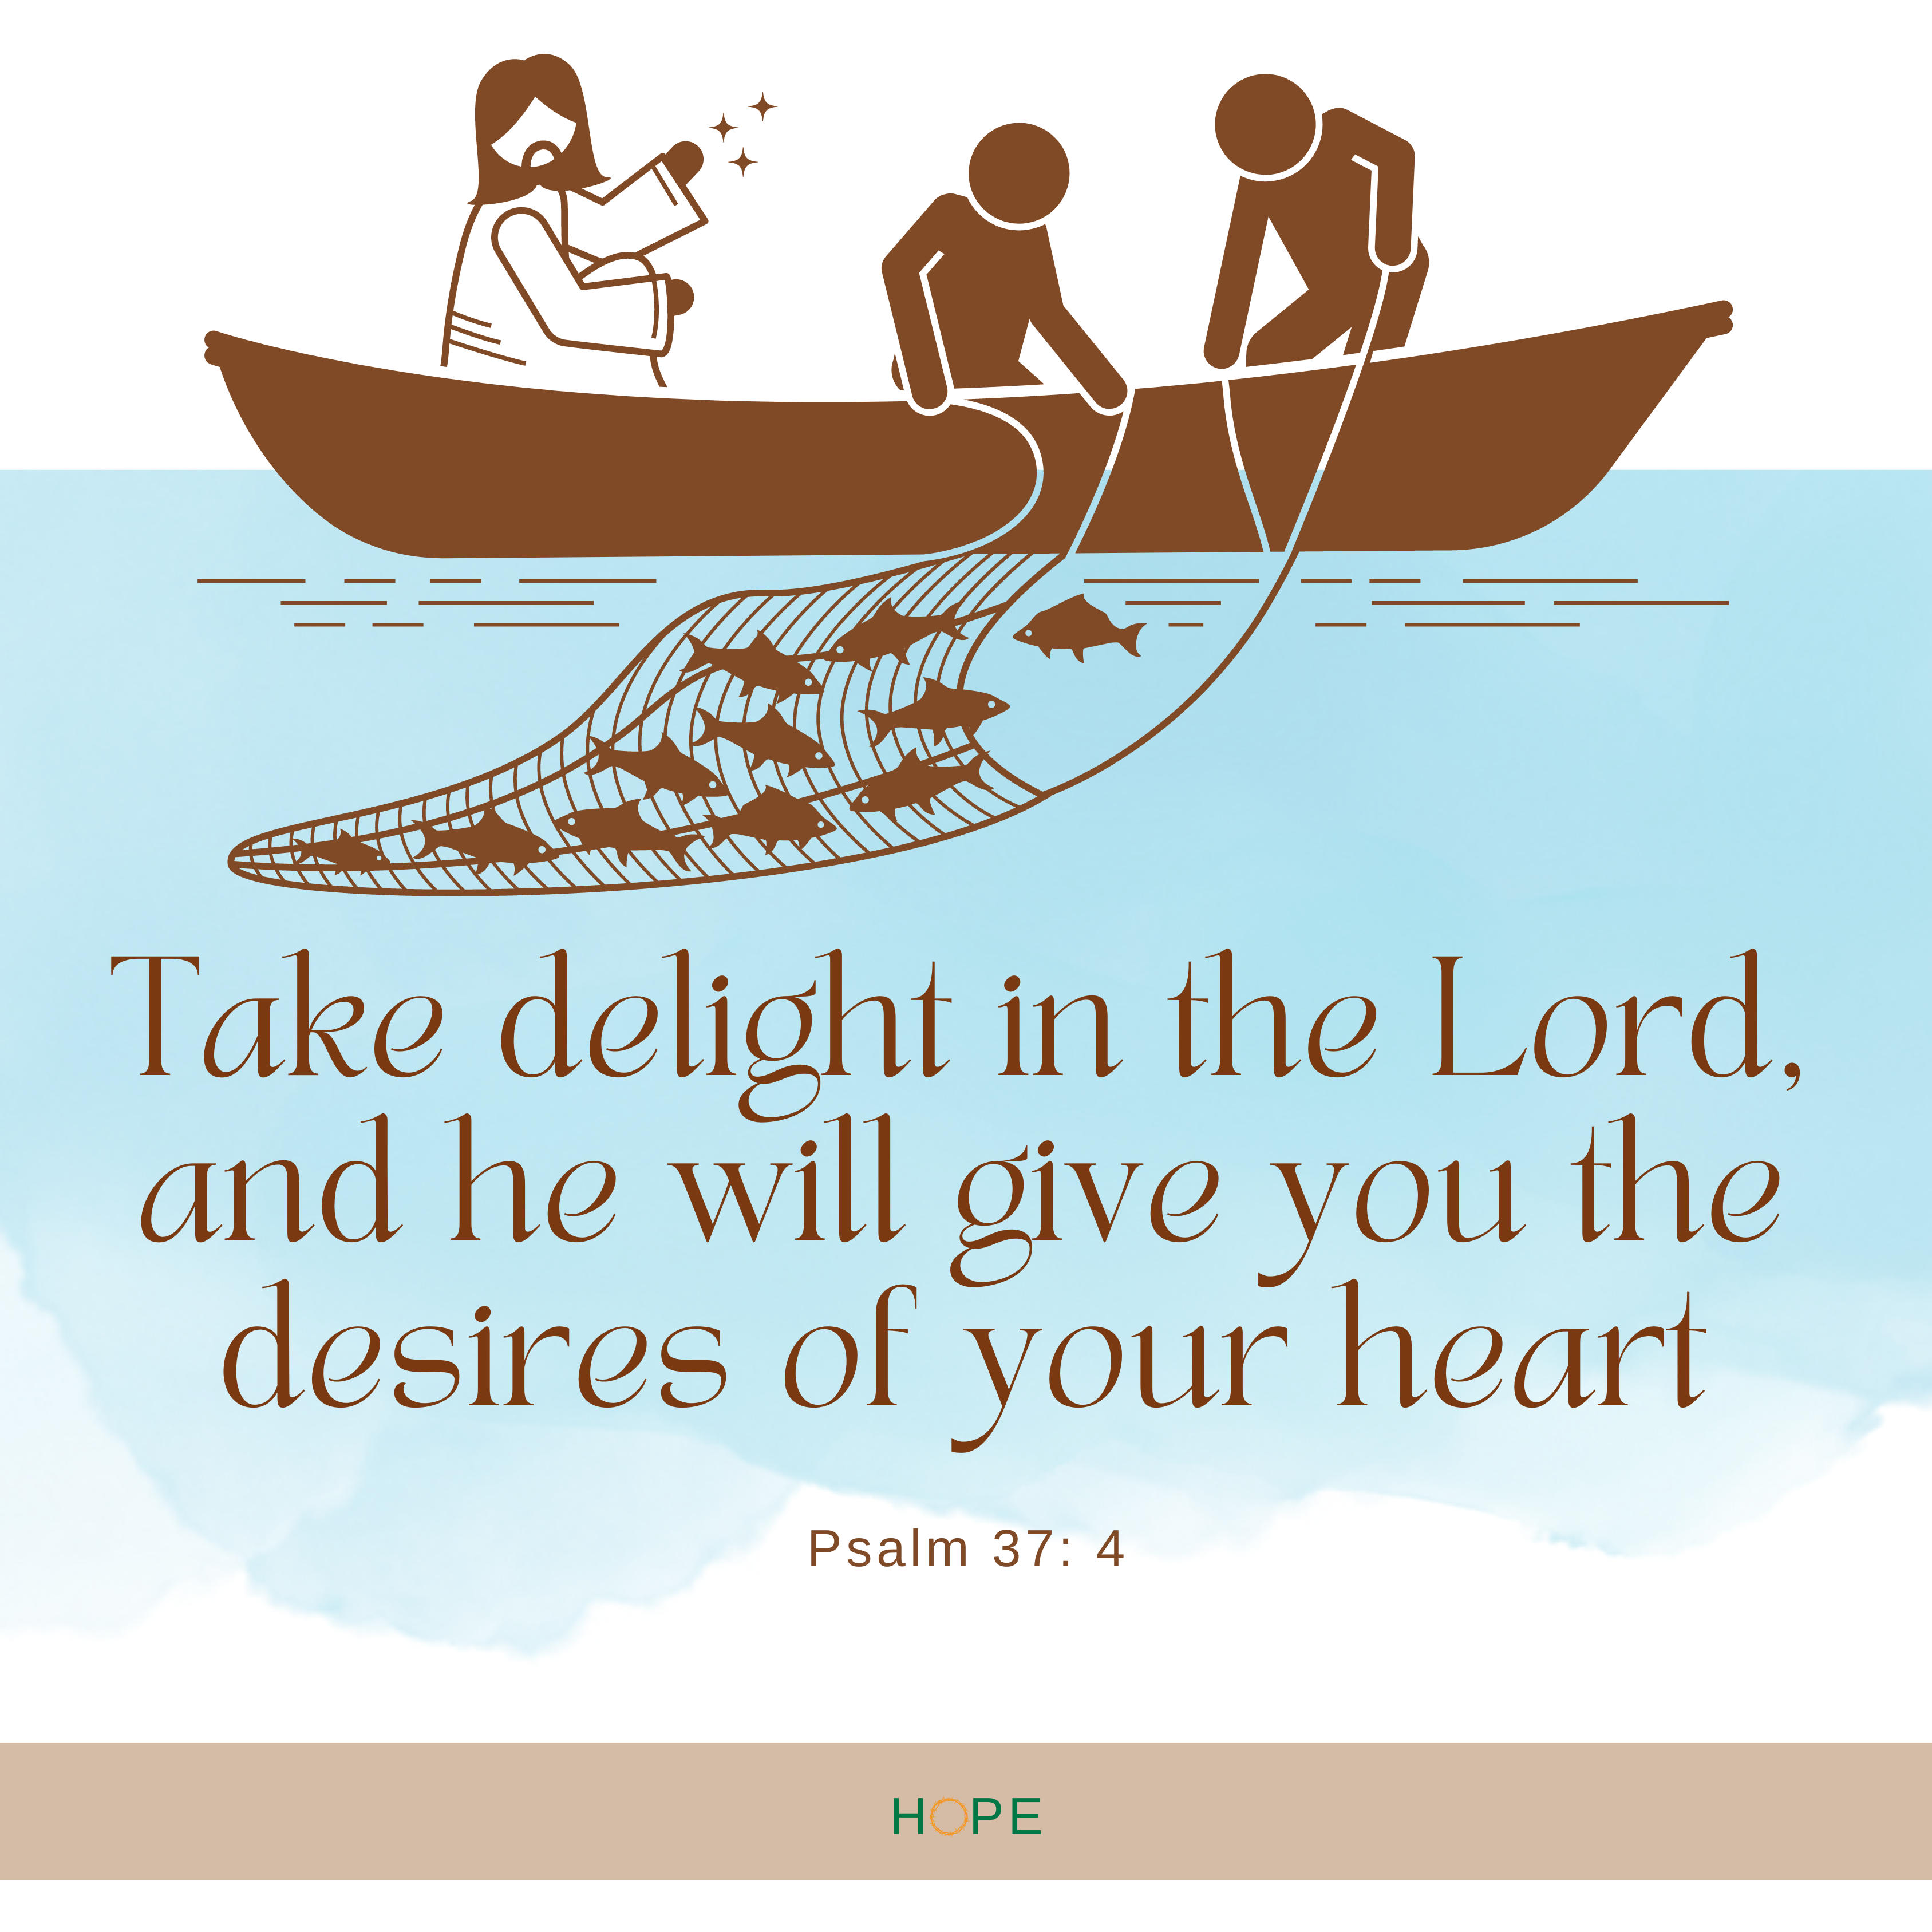 Take delight in the Lord,
and he will give you the
desires of your heart
Psalm 37: 4
HOPE